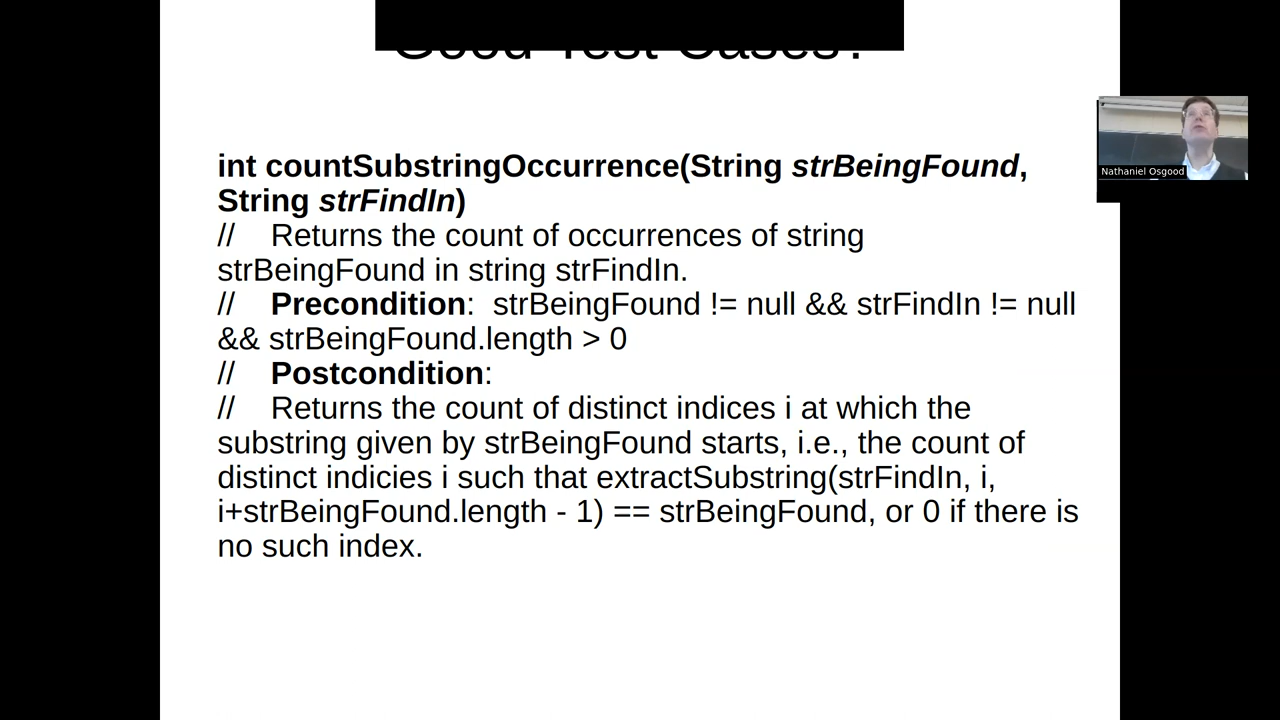 Good Test Cases?
int countSubstringOccurrence(String strBeingFound,
String strFindIn)
// Returns the count of occurrences of string
strBeingFound in string strFindIn.
// Precondition: strBeingFound != null && strFindIn != null
&& strBeingFound.length > 0
// Postcondition:
// Returns the count of distinct indices i at which the
substring given by strBeingFound starts, i.e., the count of
distinct indicies i such that extractSubstring(strFindIn, i,
i+strBeingFound.length - 1) == strBeingFound, or 0 if there is
no such index.
Nathaniel Osgood